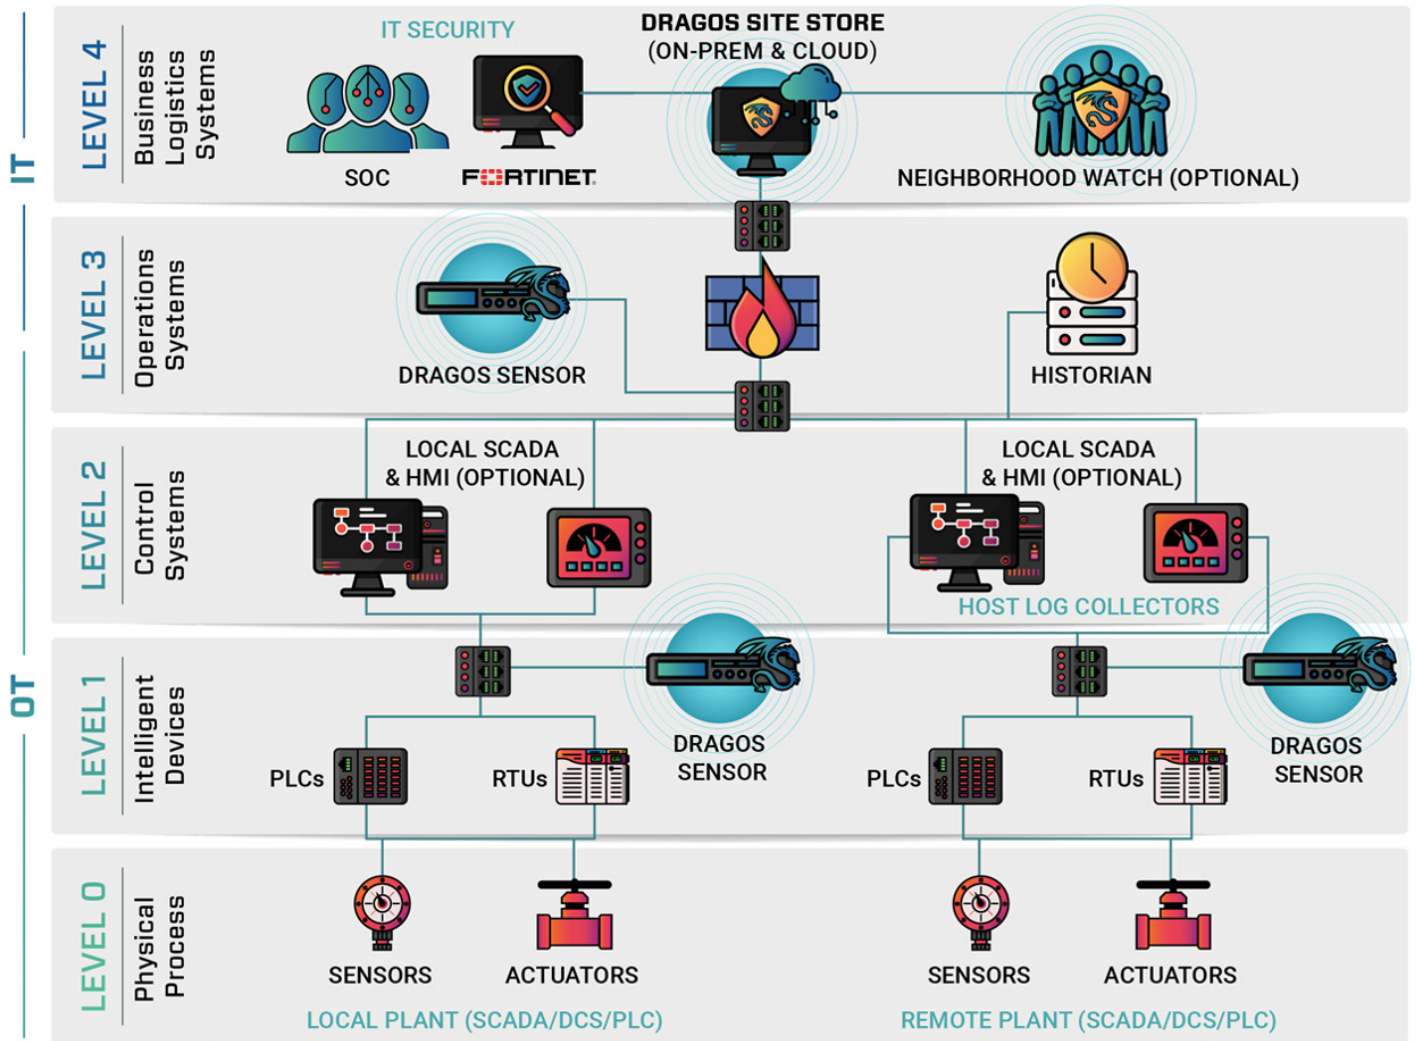 IT
OT
LEVEL 4
Business
Logistics
Systems
IT SECURITY
SOC
FORTINET
DRAGOS SITE STORE
(ON-PREM & CLOUD)
NEIGHBORHOOD WATCH (OPTIONAL)
LEVEL 3
Operations
Systems
DRAGOS SENSOR
HISTORIAN
LEVEL 2
Control
Systems
LOCAL SCADA
& HMI (OPTIONAL)
LOCAL SCADA
& HMI (OPTIONAL)
HOST LOG COLLECTORS
LEVEL 1
Intelligent
Devices
PLCs
RTUs
DRAGOS
SENSOR
PLCs
RTUs
DRAGOS
SENSOR
LEVEL 0
Physical
Process
SENSORS
ACTUATORS
LOCAL PLANT (SCADA/DCS/PLC)
SENSORS
ACTUATORS
REMOTE PLANT (SCADA/DCS/PLC)